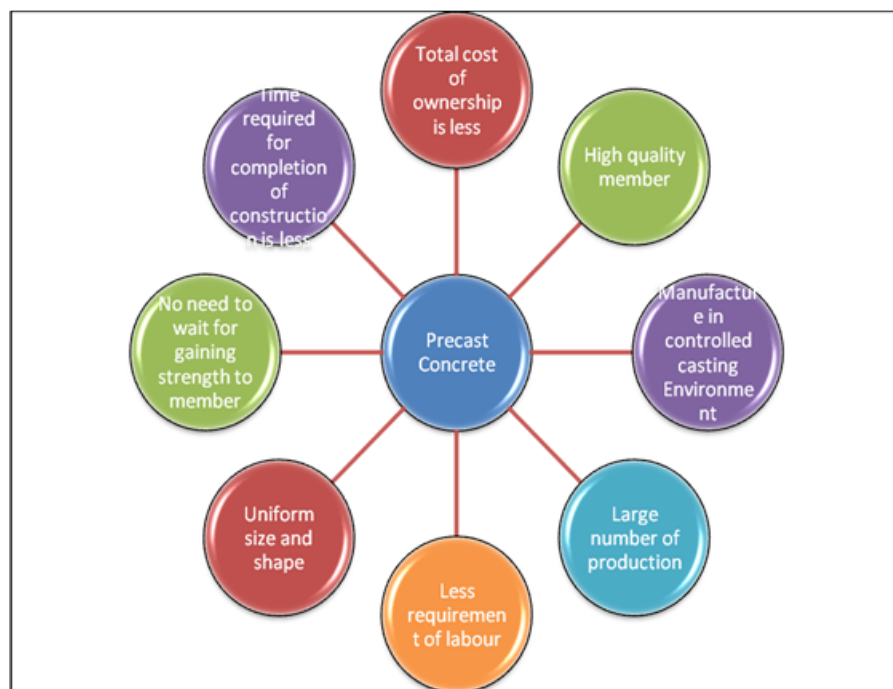 Total cost
of
ownership
is less
High quality
member
Manufactur
e in
controlled
casting
Environme
nt
Large
number of
production
Less
requiremen
t of labour
Uniform
size and
shape
No need to
wait for
gaining
strength to
member
Time
required
for
completion
of
constructio
n is less
Precast
Concrete